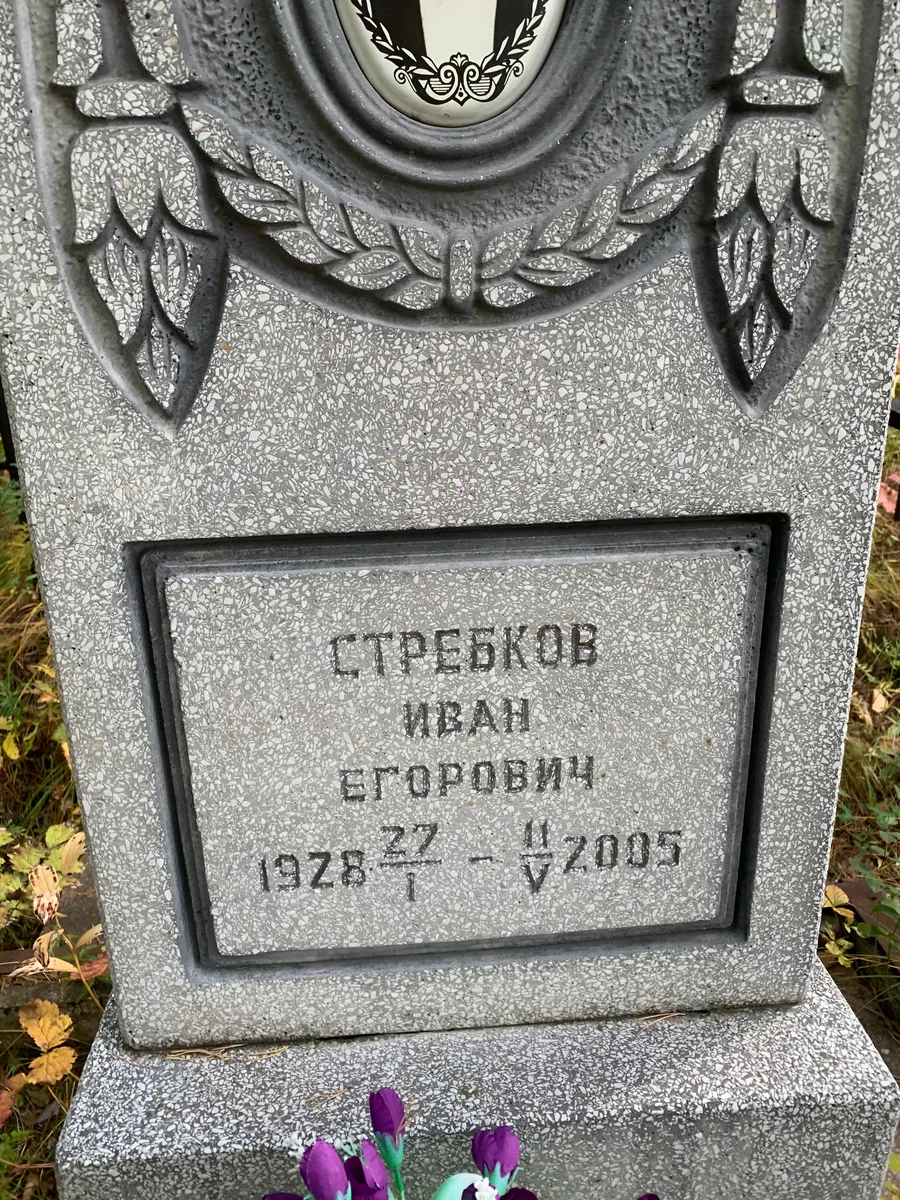 СТРЕБКОВ
ИВАН
ЕГОРОВИЧ
1928 27/I - 11/V 2005